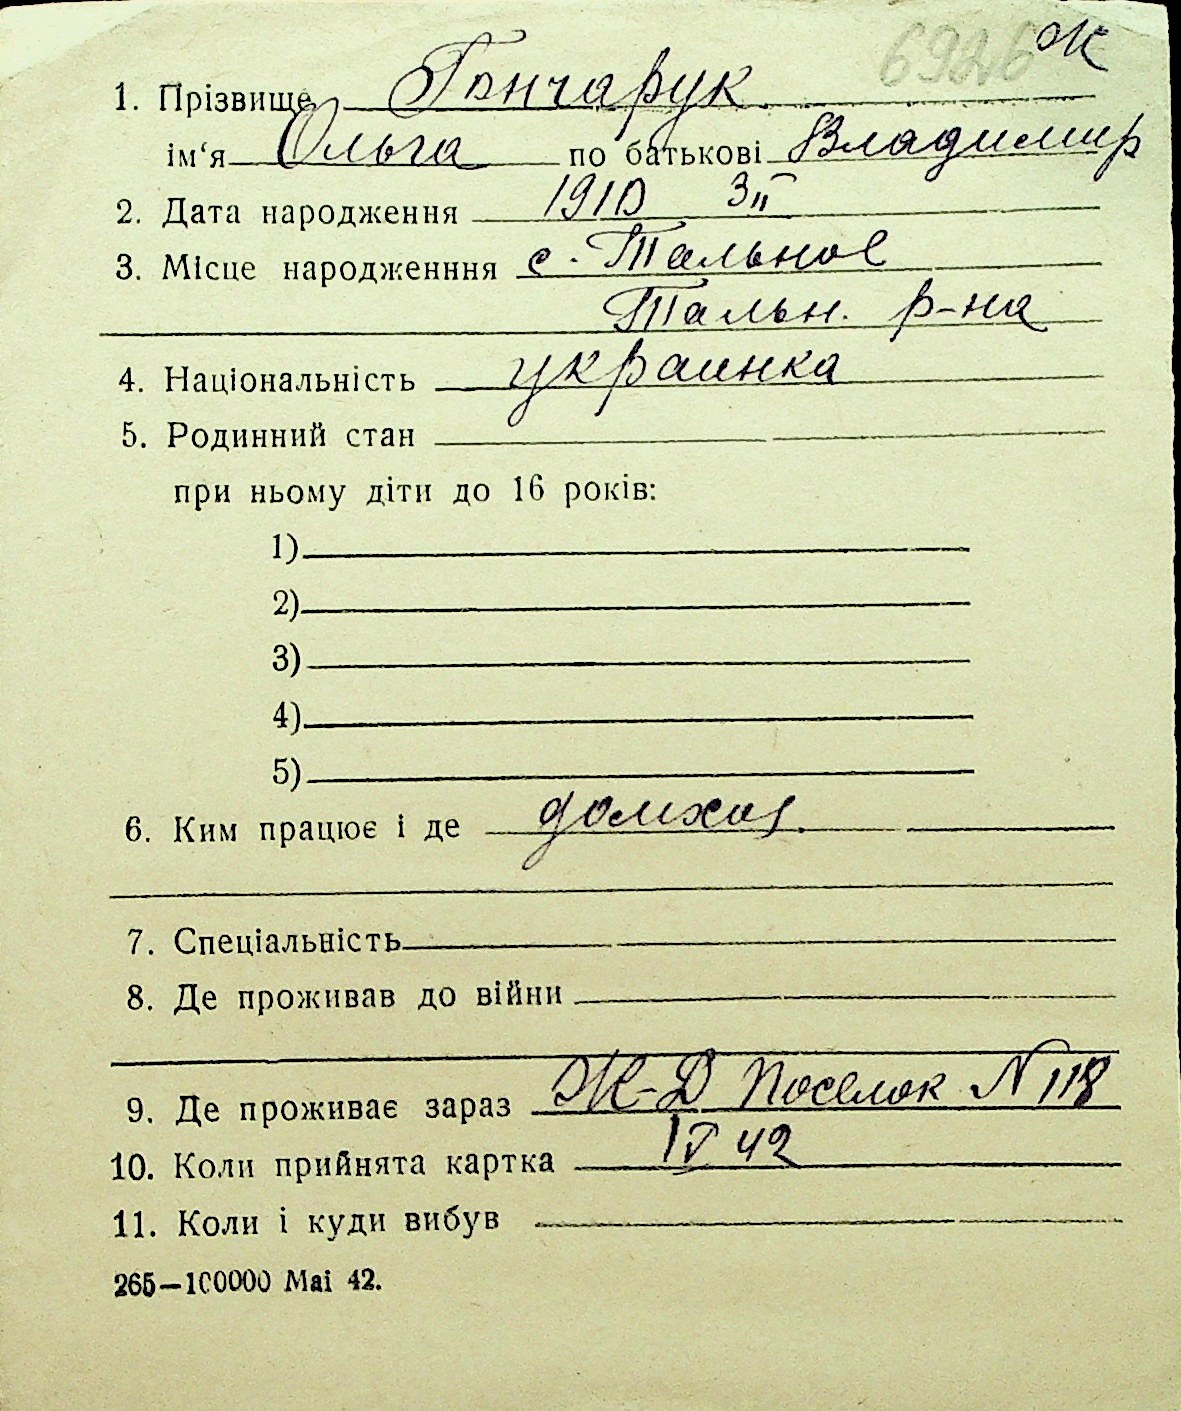 6926 Ж
1. Прізвище Гончарук
ім‘я Ольга по батькові Владимир
2. Дата народження 1910 3/II
3. Місце народженння с. Тальное
Тальн. р-на
4. Національність украинка
5. Родинний стан
при ньому діти до 16 років:
1)
2)
3)
4)
5)
6. Ким працює і де домхоз
7. Спеціальність
8. Де проживав до війни
9. Де проживає зараз Ж-Д Поселок N 118
10. Коли прийнята картка 1/V 42
11. Коли і куди вибув
265—100000 Mai 42.